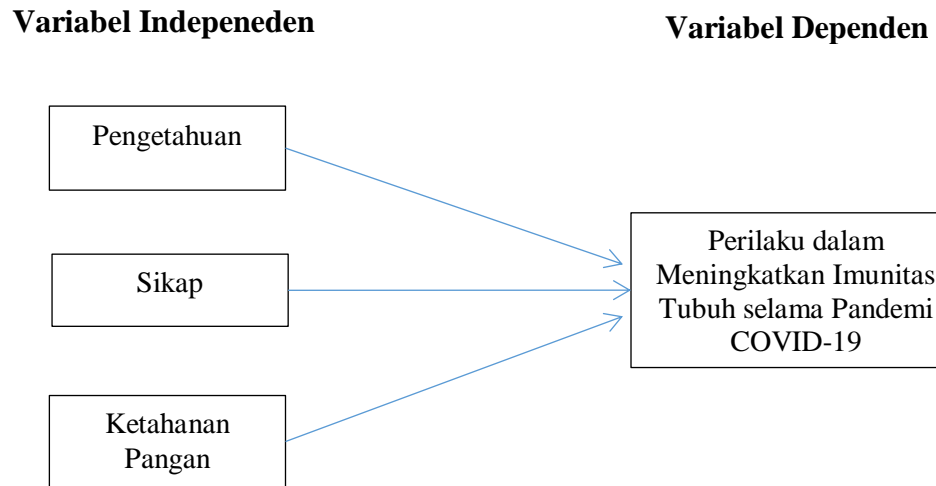 Variabel Indepeneden
Variabel Dependen
Pengetahuan
Sikap
Ketahanan
Pangan
Perilaku dalam
Meningkatkan Imunitas
Tubuh selama Pandemi
COVID-19